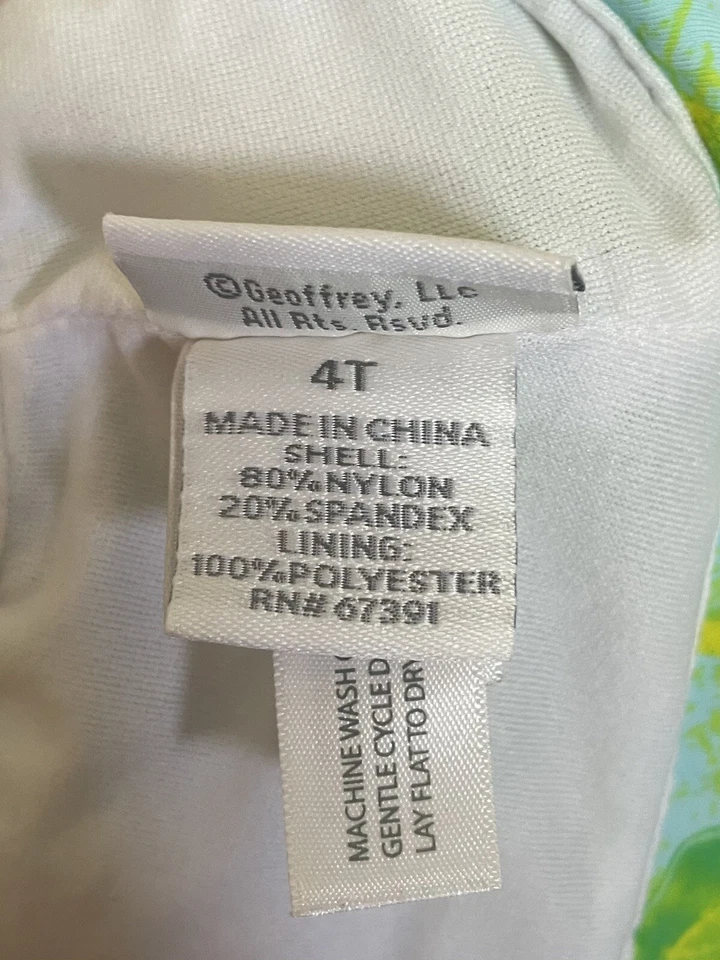 ©Geoffrey, LLC
All Rts. Rsvd.
4T
MADE IN CHINA
SHELL:
80% NYLON
20% SPANDEX
LINING:
100% POLYESTER
RN# 67391
MACHINE WASH
GENTLE CYCLE
LAY FLAT TO DRY